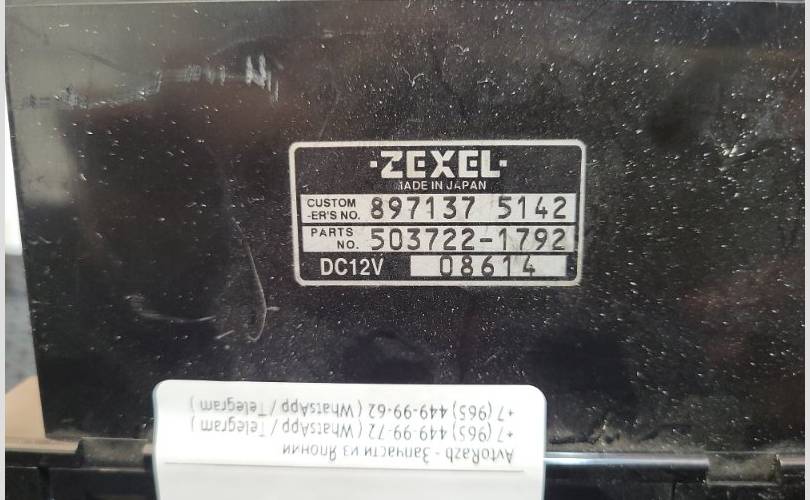 ·ZEXEL·
MADE IN JAPAN
CUSTOM
-ER'S NO. 897137 5142
PARTS
NO. 503722-1792
DC12V 08614
AvtoRazb - Запчасти из Японии
+7 (965) 449-99-72 (WhatsApp / Telegram)
+7 (965) 449-99-62 (WhatsApp / Telegram)